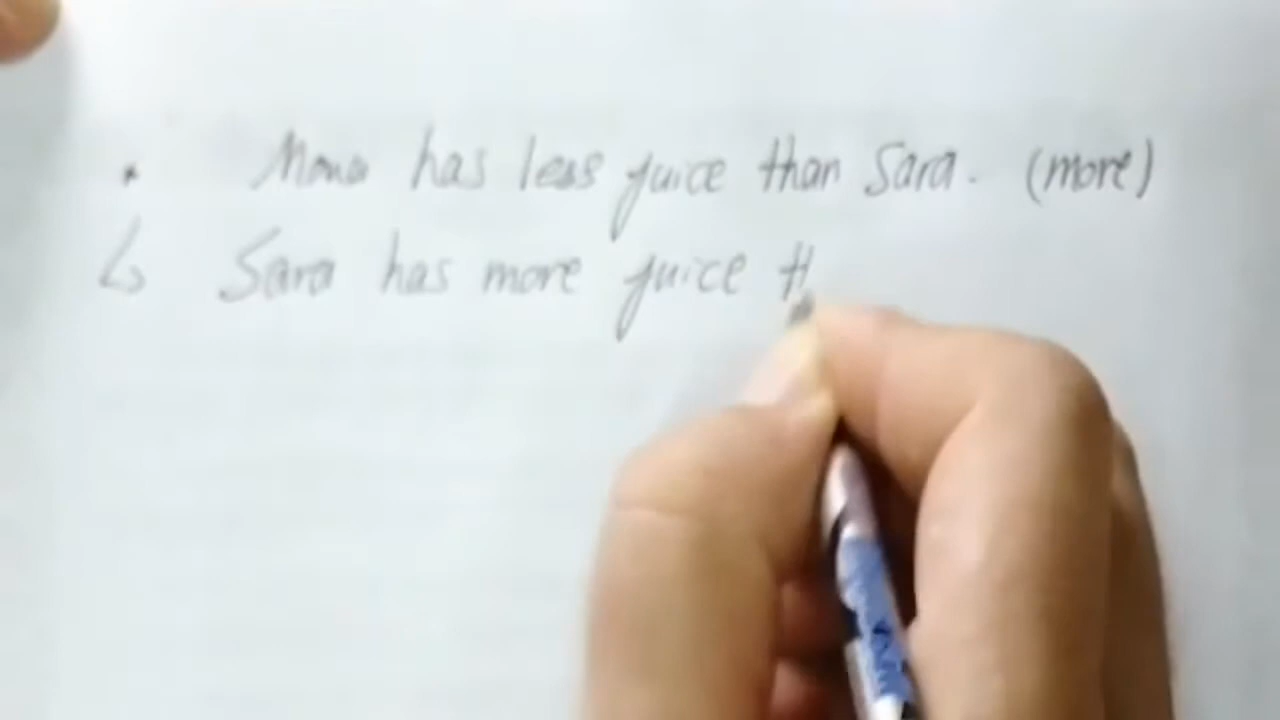 * Mona has less juice than Sara. (more)
↳ Sara has more juice th